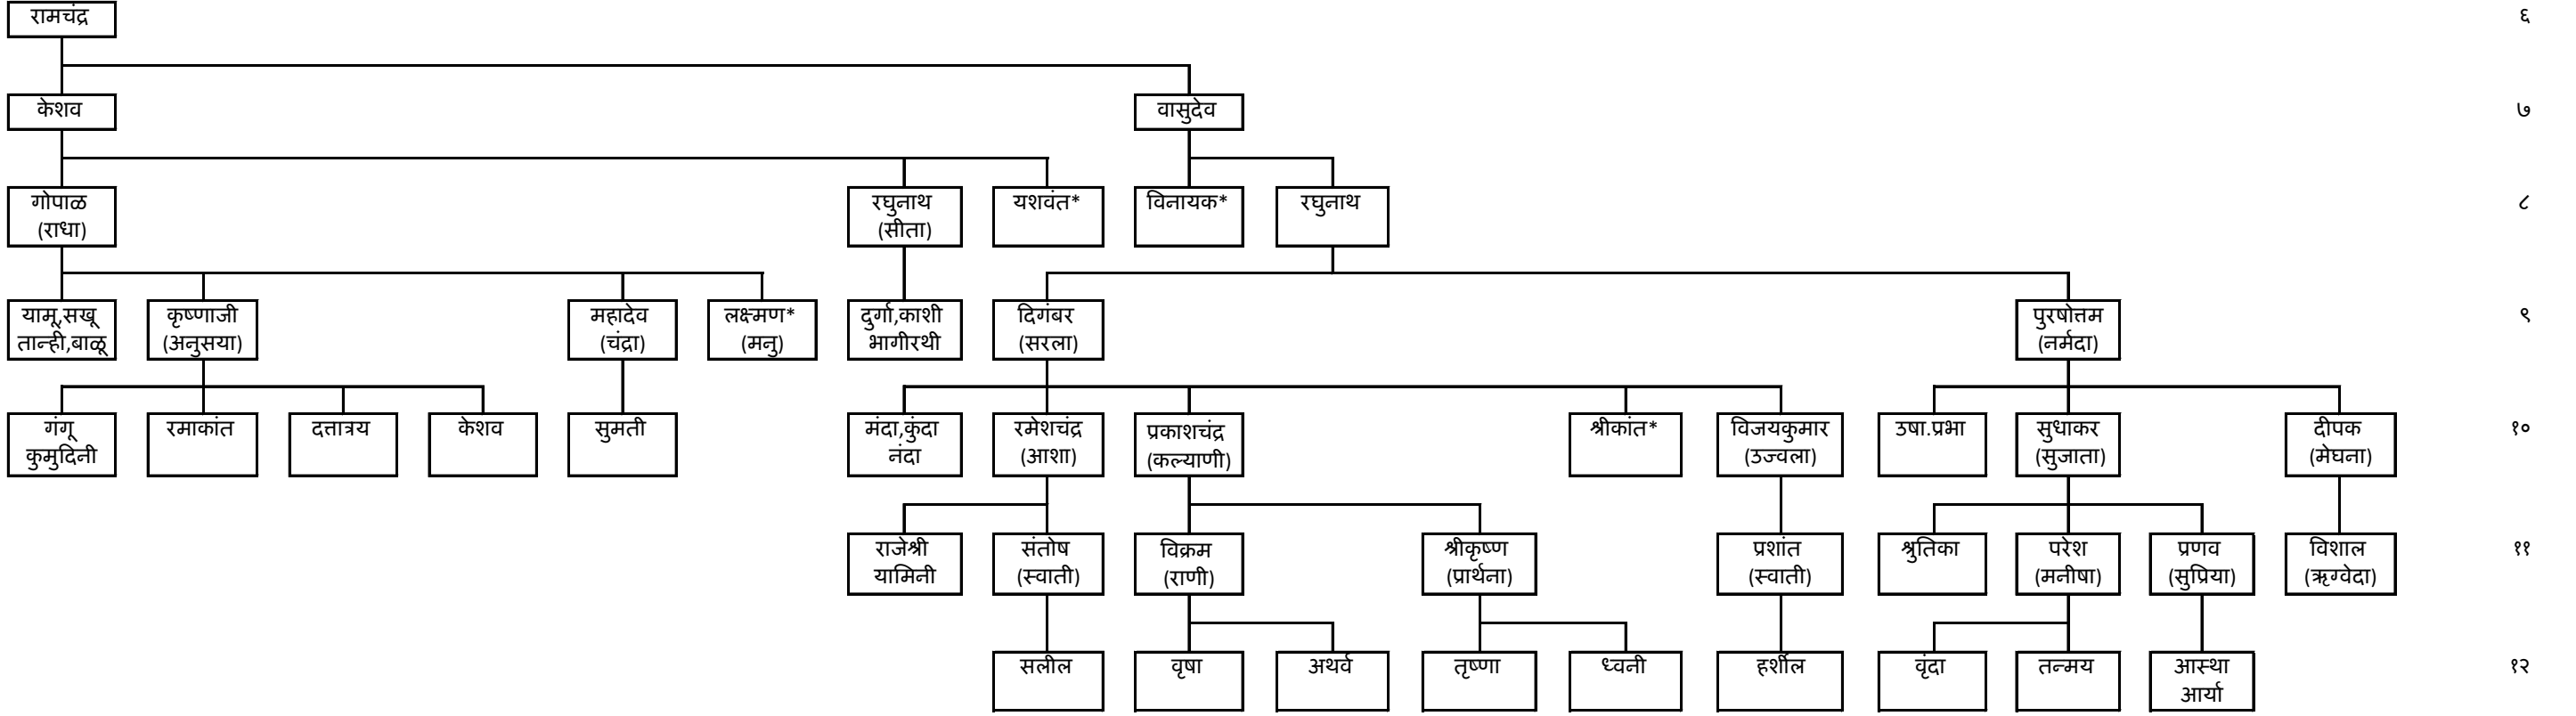 रामचंद्र ६
केशव वासुदेव ७
गोपाळ रघुनाथ यशवंत* विनायक* रघुनाथ ८
(राधा) (सीता)
यामू,सखू कृष्णाजी महादेव लक्ष्मण* दुर्गा,काशी दिगंबर पुरषोत्तम ९
तान्ही,बाळू (अनुसया) (चंद्रा) (मनु) भागीरथी (सरला) (नर्मदा)
गंगू रमाकांत दत्तात्रय केशव सुमती मंदा,कुंदा रमेशचंद्र प्रकाशचंद्र श्रीकांत* विजयकुमार उषा.प्रभा सुधाकर दीपक १०
कुमुदिनी नंदा (आशा) (कल्याणी) (उज्वला) (सुजाता) (मेघना)
राजेश्री संतोष विक्रम श्रीकृष्ण प्रशांत श्रुतिका परेश प्रणव विशाल ११
यामिनी (स्वाती) (राणी) (प्रार्थना) (स्वाती) (मनीषा) (सुप्रिया) (ऋग्वेदा)
सलील वृषा अथर्व तृष्णा ध्वनी हर्शील वृंदा तन्मय आस्था १२
आर्या